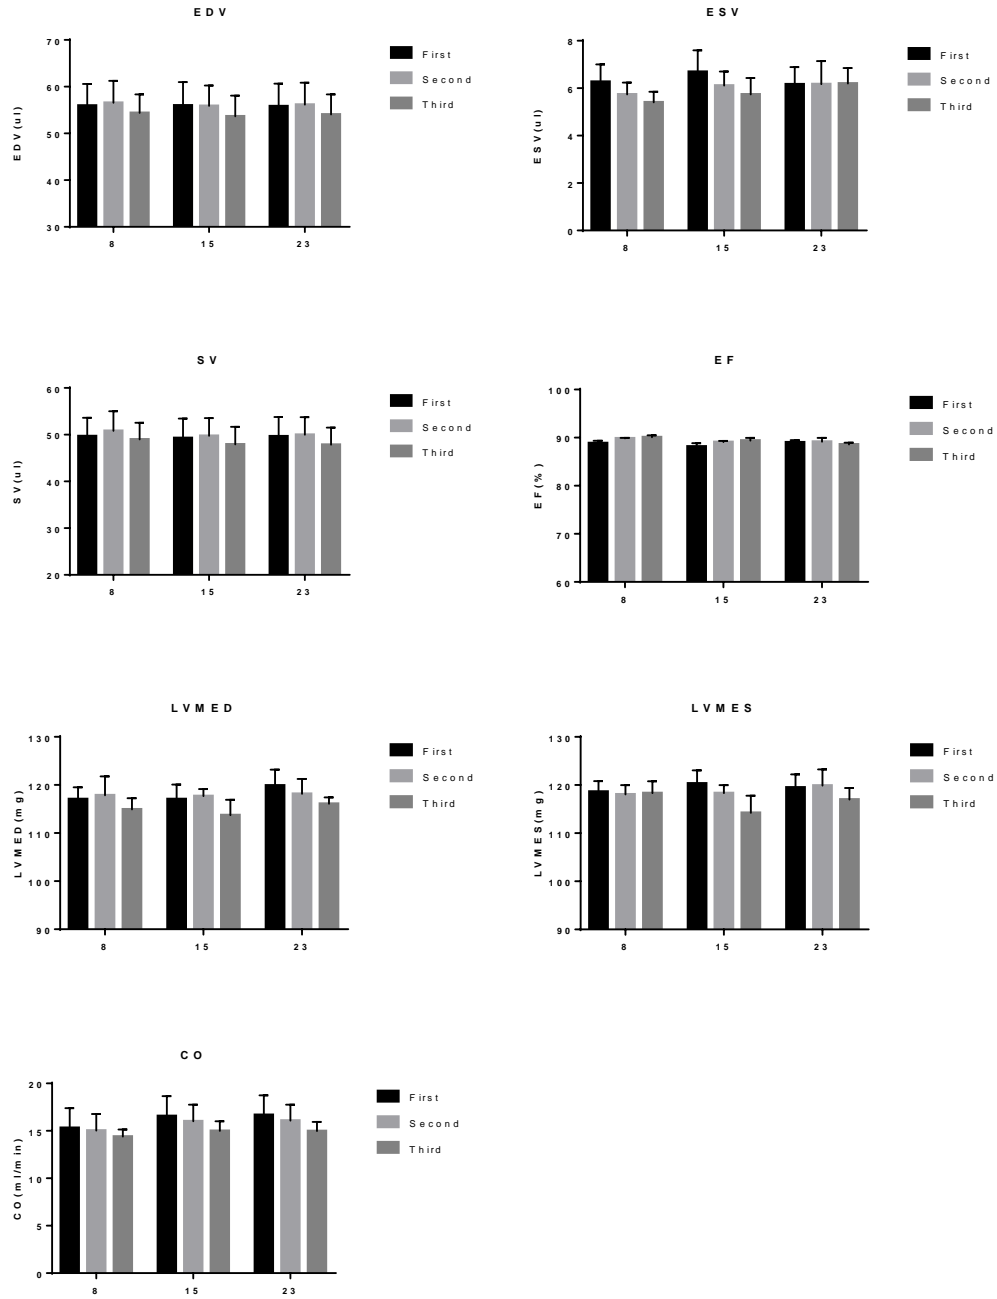 EDV
EDV(ul)
70
60
50
40
30
8 15 23
First
Second
Third
ESV
ESV(ul)
8
6
4
2
0
8 15 23
First
Second
Third
SV
SV(ul)
60
50
40
30
20
8 15 23
First
Second
Third
EF
EF(%)
100
90
80
70
60
8 15 23
First
Second
Third
LVMED
LVMED(mg)
130
120
110
100
90
8 15 23
First
Second
Third
LVMES
LVMES(mg)
130
120
110
100
90
8 15 23
First
Second
Third
CO
CO(ml/min)
20
15
10
5
0
8 15 23
First
Second
Third